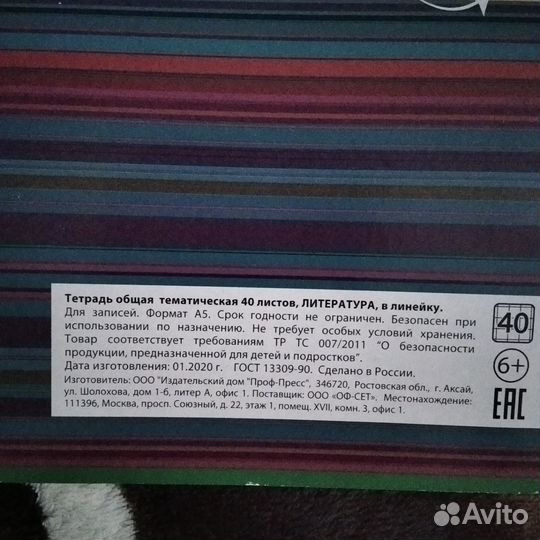 Тетрадь общая тематическая 40 листов, ЛИТЕРАТУРА, в линейку.
Для записей. Формат А5. Срок годности не ограничен. Безопасен при
использовании по назначению. Не требует особых условий хранения.
Товар соответствует требованиям ТР ТС 007/2011 "О безопасности
продукции, предназначенной для детей и подростков".
Дата изготовления: 01.2020 г. ГОСТ 13309-90. Сделано в России.
Изготовитель: ООО "Издательский дом "Проф-Пресс", 346720, Ростовская обл., г. Аксай,
ул. Шолохова, дом 1-6, литер А, офис 1. Поставщик: ООО «ОФ-СЕТ». Местонахождение:
111396, Москва, просп. Союзный, д. 22, этаж 1, помещ. XVII, комн. 3, офис 1.
40
6+
EAC
Avito